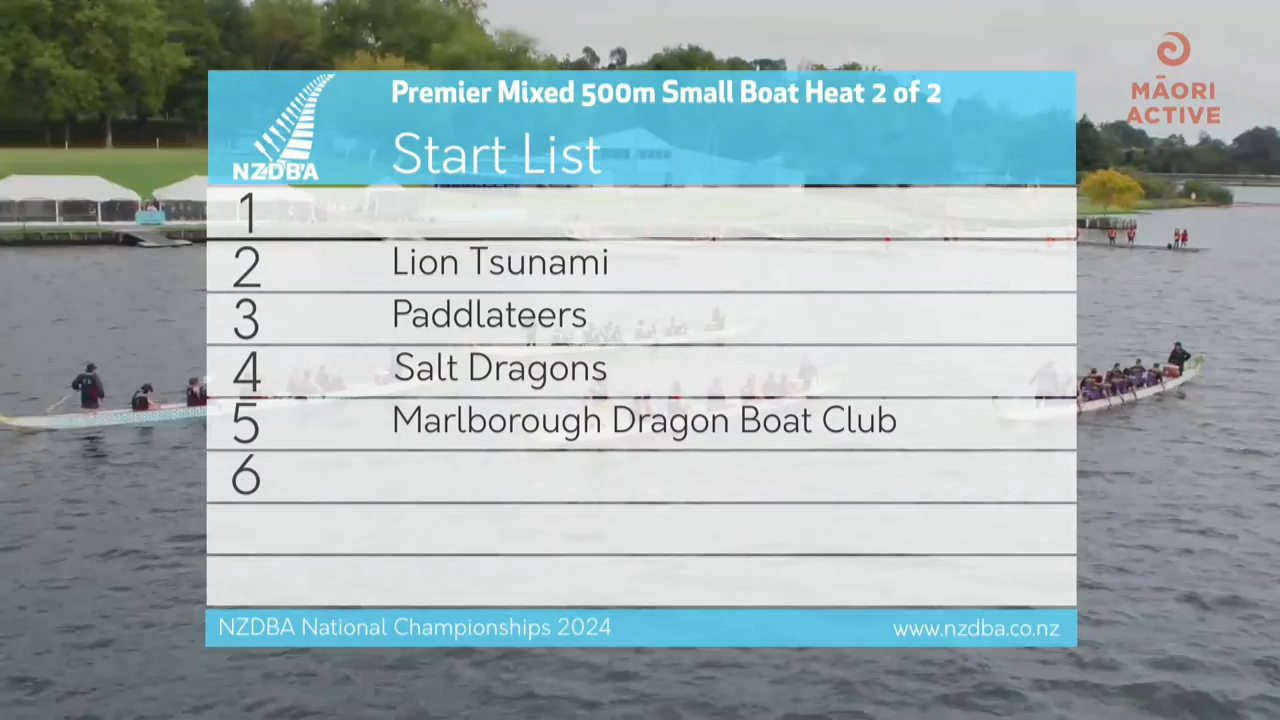 Premier Mixed 500m Small Boat Heat 2 of 2
Start List
NZDBA
MĀORI
ACTIVE
1
2 Lion Tsunami
3 Paddlateers
4 Salt Dragons
5 Marlborough Dragon Boat Club
6
NZDBA National Championships 2024
www.nzdba.co.nz